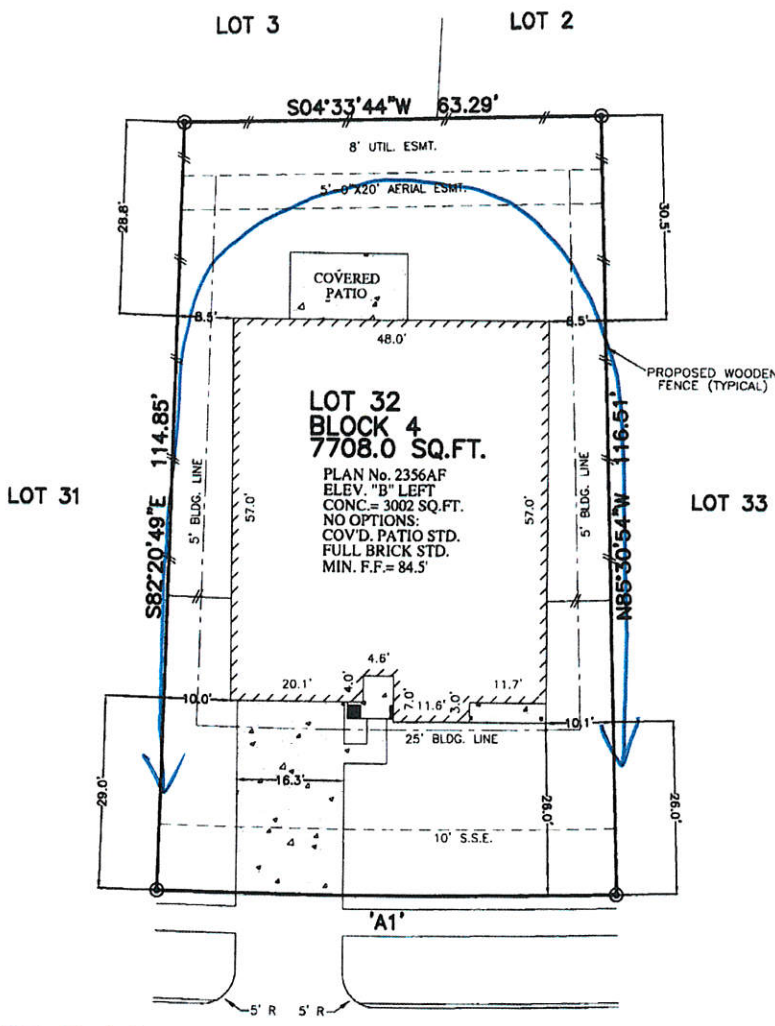 LOT 3
LOT 2
S04°33'44"W 63.29'
8' UTIL. ESMT.
5'-0"X20' AERIAL ESMT.
28.8'
30.5'
COVERED
PATIO
8.5'
8.5'
48.0'
PROPOSED WOODEN
FENCE (TYPICAL)
LOT 32
BLOCK 4
7708.0 SQ.FT.
PLAN No. 2356AF
ELEV. "B" LEFT
CONC.= 3002 SQ.FT.
NO OPTIONS:
COV'D. PATIO STD.
FULL BRICK STD.
MIN. F.F.= 84.5'
LOT 31
S82°20'49"E 114.85'
5' BLDG. LINE
57.0'
57.0'
5' BLDG. LINE
N85°30'54"W 116.51'
LOT 33
4.6'
20.1'
4.0'
7.0'
11.6'
3.0'
11.7'
10.0'
10.1'
25' BLDG. LINE
29.0'
16.3'
26.0'
26.0'
10' S.S.E.
'A1'
5' R
5' R